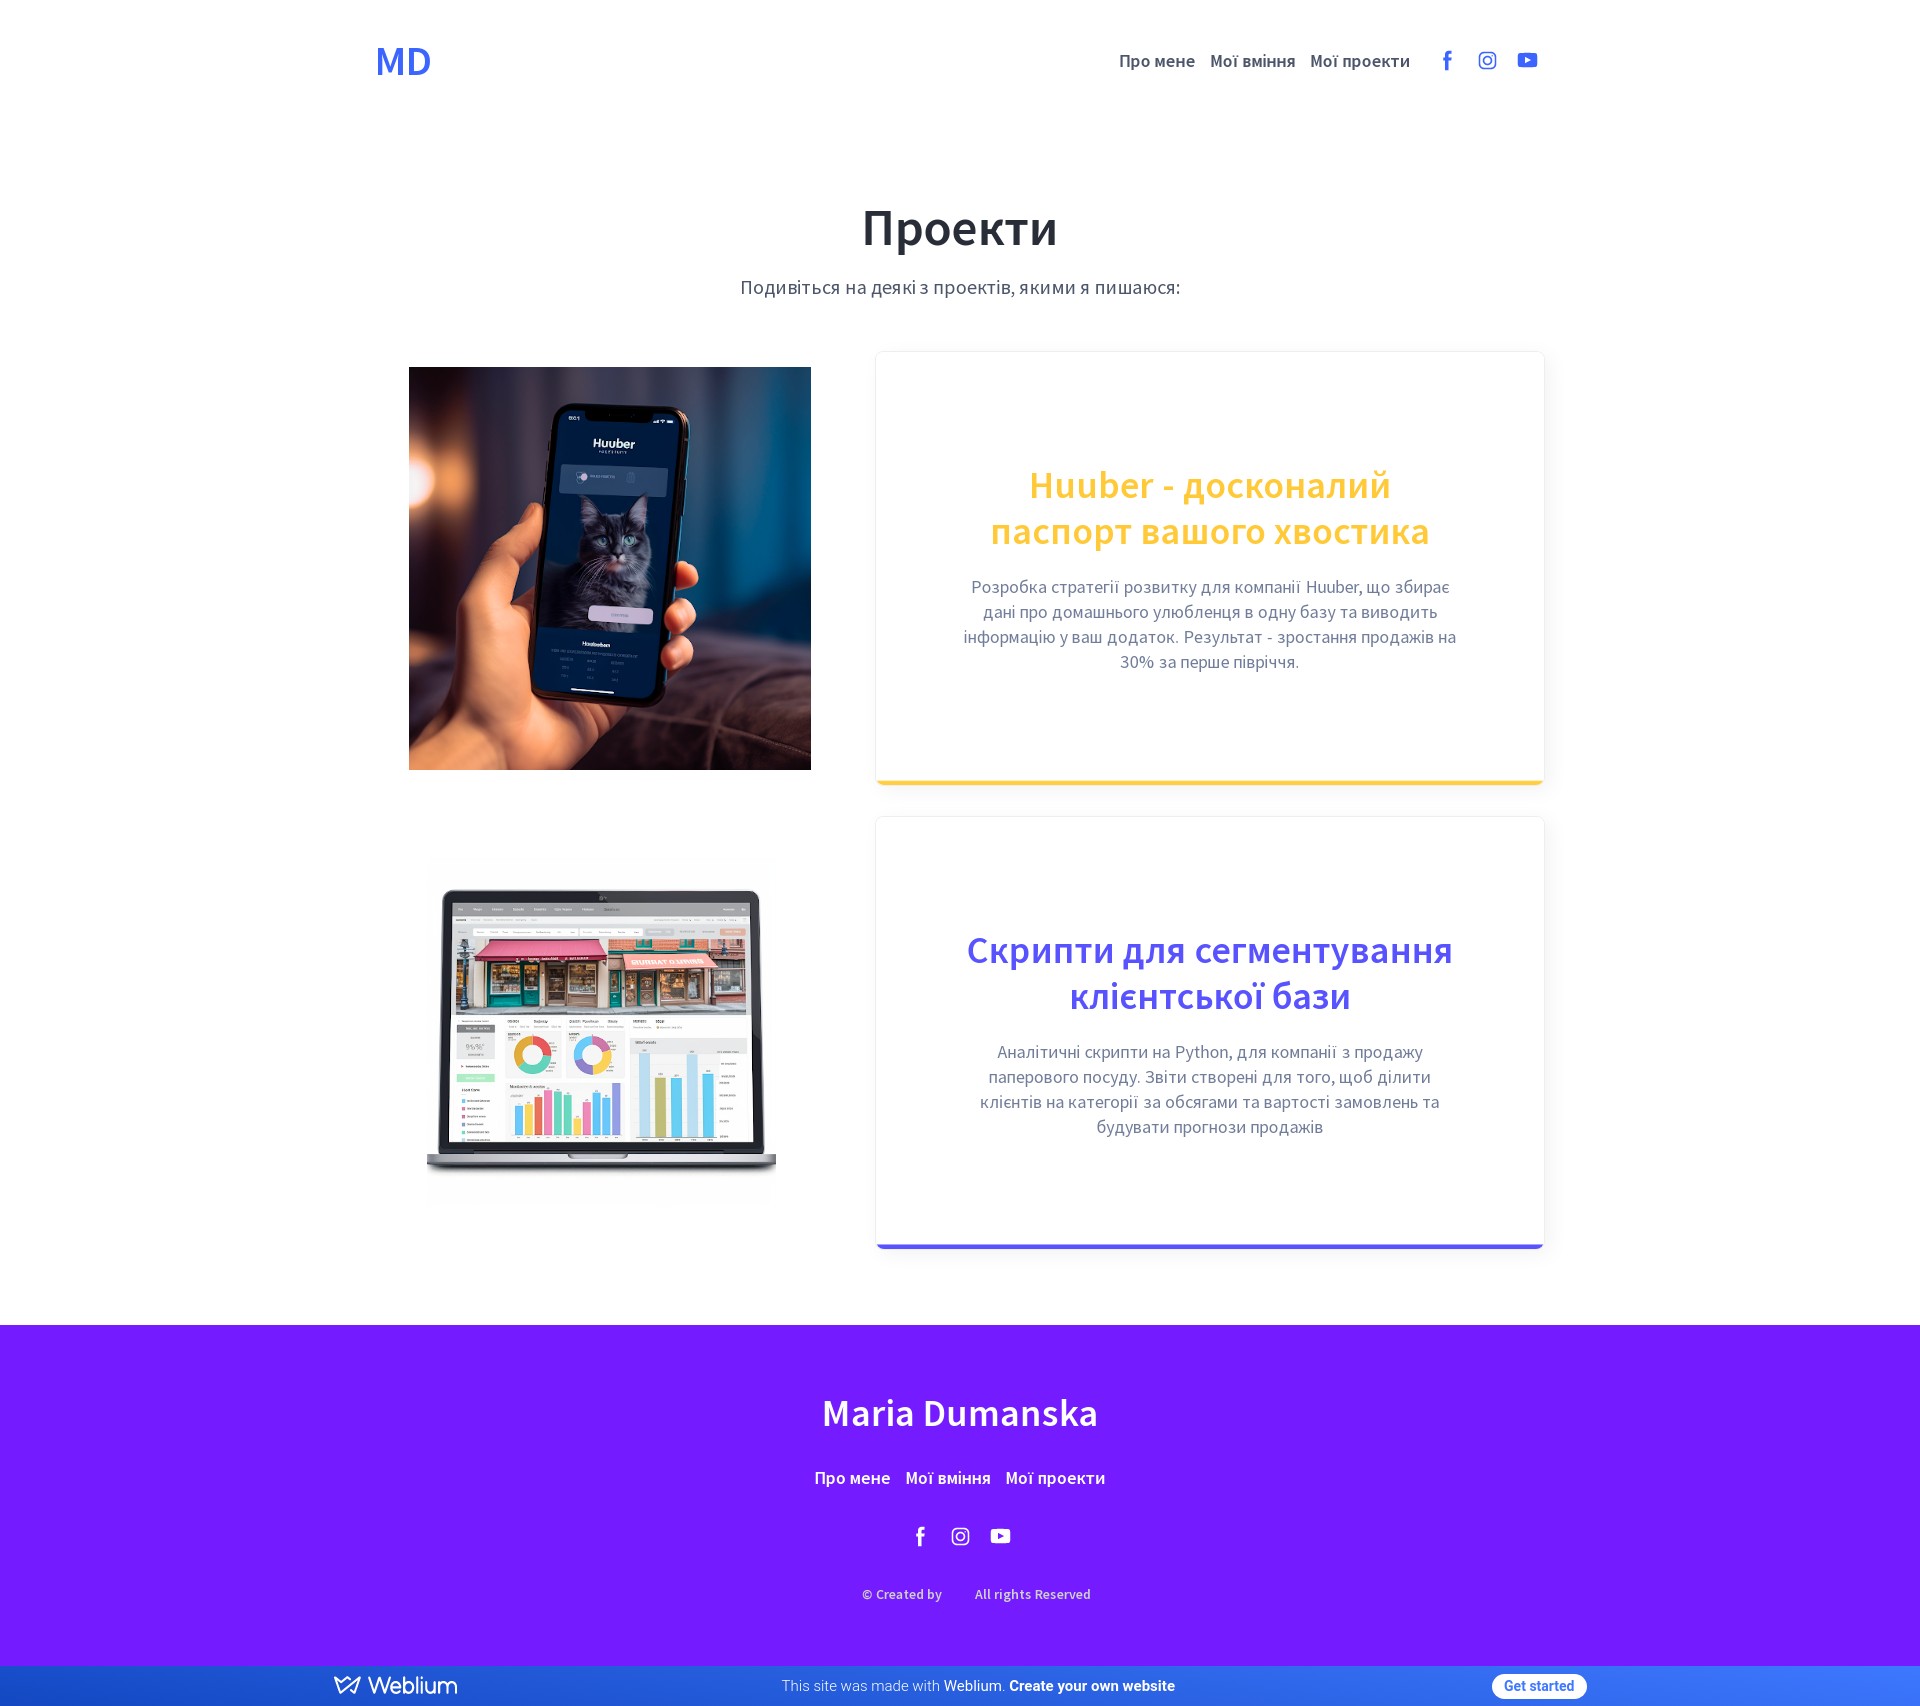 MD
Про мене Мої вміння Мої проекти
Проекти
Подивіться на деякі з проектів, якими я пишаюся:
Huuber
Huuber - досконалий
паспорт вашого хвостика
Розробка стратегії розвитку для компанії Huuber, що збирає
дані про домашнього улюбленця в одну базу та виводить
інформацію у ваш додаток. Результат - зростання продажів на
30% за перше півріччя.
Скрипти для сегментування
клієнтської бази
Аналітичні скрипти на Python, для компанії з продажу
паперового посуду. Звіти створені для того, щоб ділити
клієнтів на категорії за обсягами та вартості замовлень та
будувати прогнози продажів
Maria Dumanska
Про мене Мої вміння Мої проекти
© Created by All rights Reserved
Weblium This site was made with Weblium. Create your own website Get started